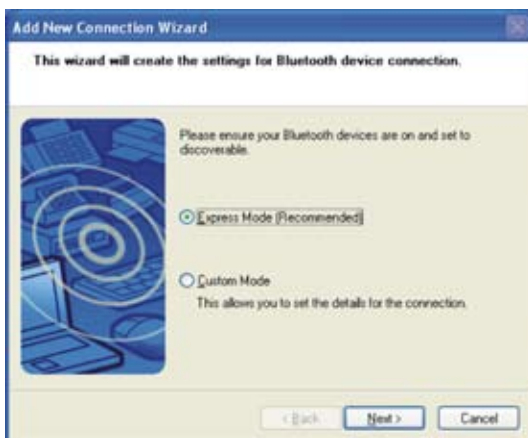 Add New Connection Wizard
This wizard will create the settings for Bluetooth device connection.
Please ensure your Bluetooth devices are on and set to
discoverable.
Express Mode (Recommended)
Custom Mode
This allows you to set the details for the connection.
< Back
Next >
Cancel